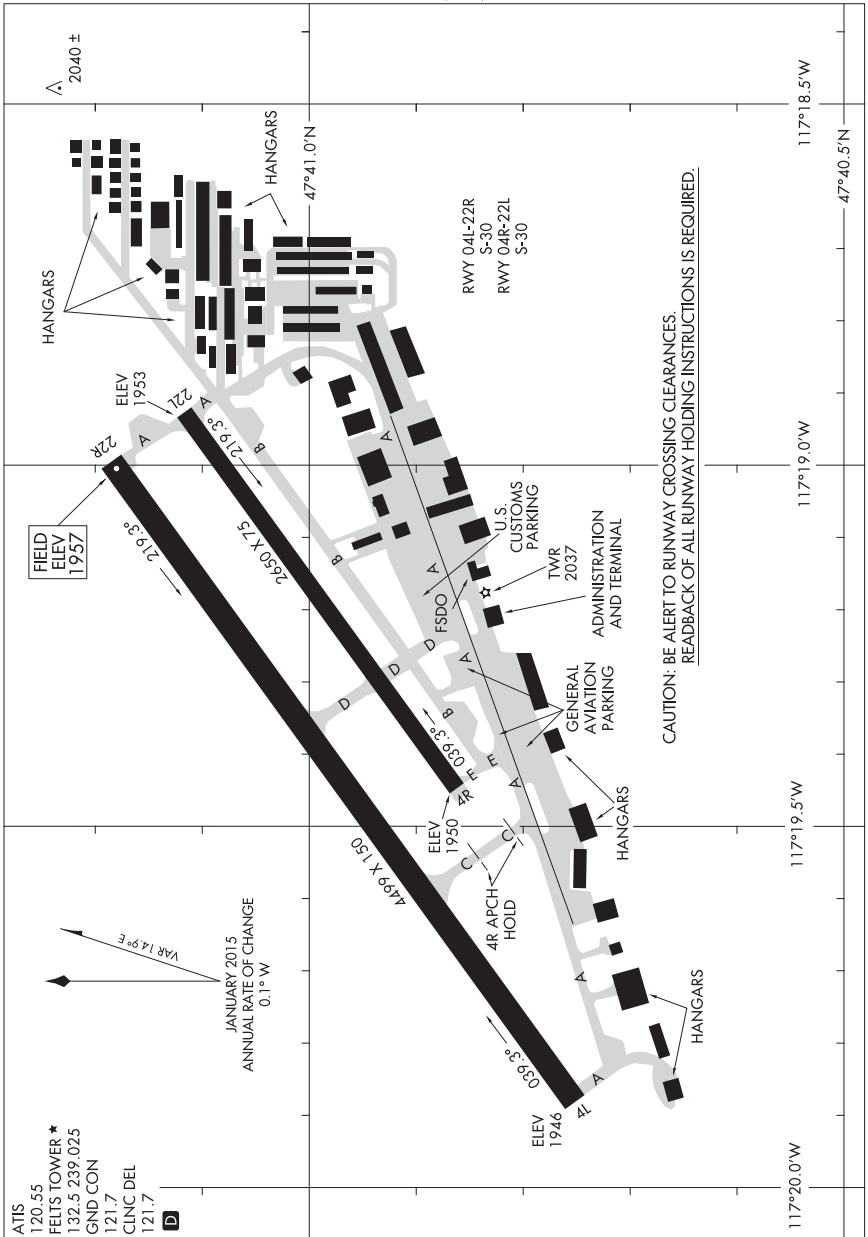 ATIS
120.55
FELTS TOWER ★
132.5 239.025
GND CON
121.7
CLNC DEL
121.7
D
VAR 14.9° E
JANUARY 2015
ANNUAL RATE OF CHANGE
0.1° W
FIELD
ELEV
1957
22R
A
219.3°
ELEV
1953
22L
A
219.3°
HANGARS
2040 ±
HANGARS
47°41.0'N
4499 X 150
2650 X 75
B
B
B
D
D
D
039.3°
4R
ELEV
1950
E
E
C
C
4R APCH
HOLD
039.3°
4L
ELEV
1946
A
A
A
A
A
A
U.S.
CUSTOMS
PARKING
FSDO
TWR
2037
ADMINISTRATION
AND TERMINAL
GENERAL
AVIATION
PARKING
HANGARS
HANGARS
RWY 04L-22R
S-30
RWY 04R-22L
S-30
CAUTION: BE ALERT TO RUNWAY CROSSING CLEARANCES.
READBACK OF ALL RUNWAY HOLDING INSTRUCTIONS IS REQUIRED.
47°40.5'N
117°20.0'W
117°19.5'W
117°19.0'W
117°18.5'W